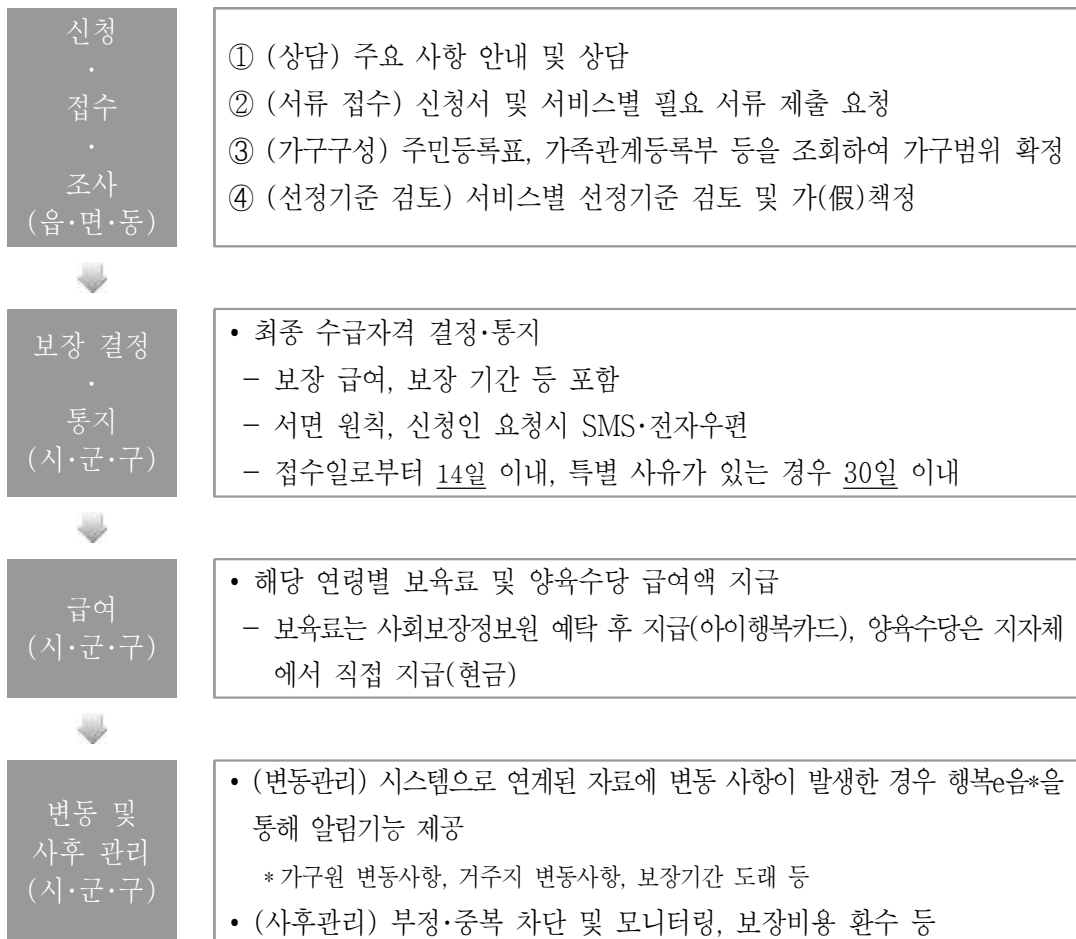 신청
·
접수
·
조사
(읍·면·동)
① (상담) 주요 사항 안내 및 상담
② (서류 접수) 신청서 및 서비스별 필요 서류 제출 요청
③ (가구구성) 주민등록표, 가족관계등록부 등을 조회하여 가구범위 확정
④ (선정기준 검토) 서비스별 선정기준 검토 및 가(假)책정
보장 결정
·
통지
(시·군·구)
• 최종 수급자격 결정·통지
－ 보장 급여, 보장 기간 등 포함
－ 서면 원칙, 신청인 요청시 SMS·전자우편
－ 접수일로부터 14일 이내, 특별 사유가 있는 경우 30일 이내
급여
(시·군·구)
• 해당 연령별 보육료 및 양육수당 급여액 지급
－ 보육료는 사회보장정보원 예탁 후 지급(아이행복카드), 양육수당은 지자체
에서 직접 지급(현금)
변동 및
사후 관리
(시·군·구)
• (변동관리) 시스템으로 연계된 자료에 변동 사항이 발생한 경우 행복e음*을
통해 알림기능 제공
* 가구원 변동사항, 거주지 변동사항, 보장기간 도래 등
• (사후관리) 부정·중복 차단 및 모니터링, 보장비용 환수 등